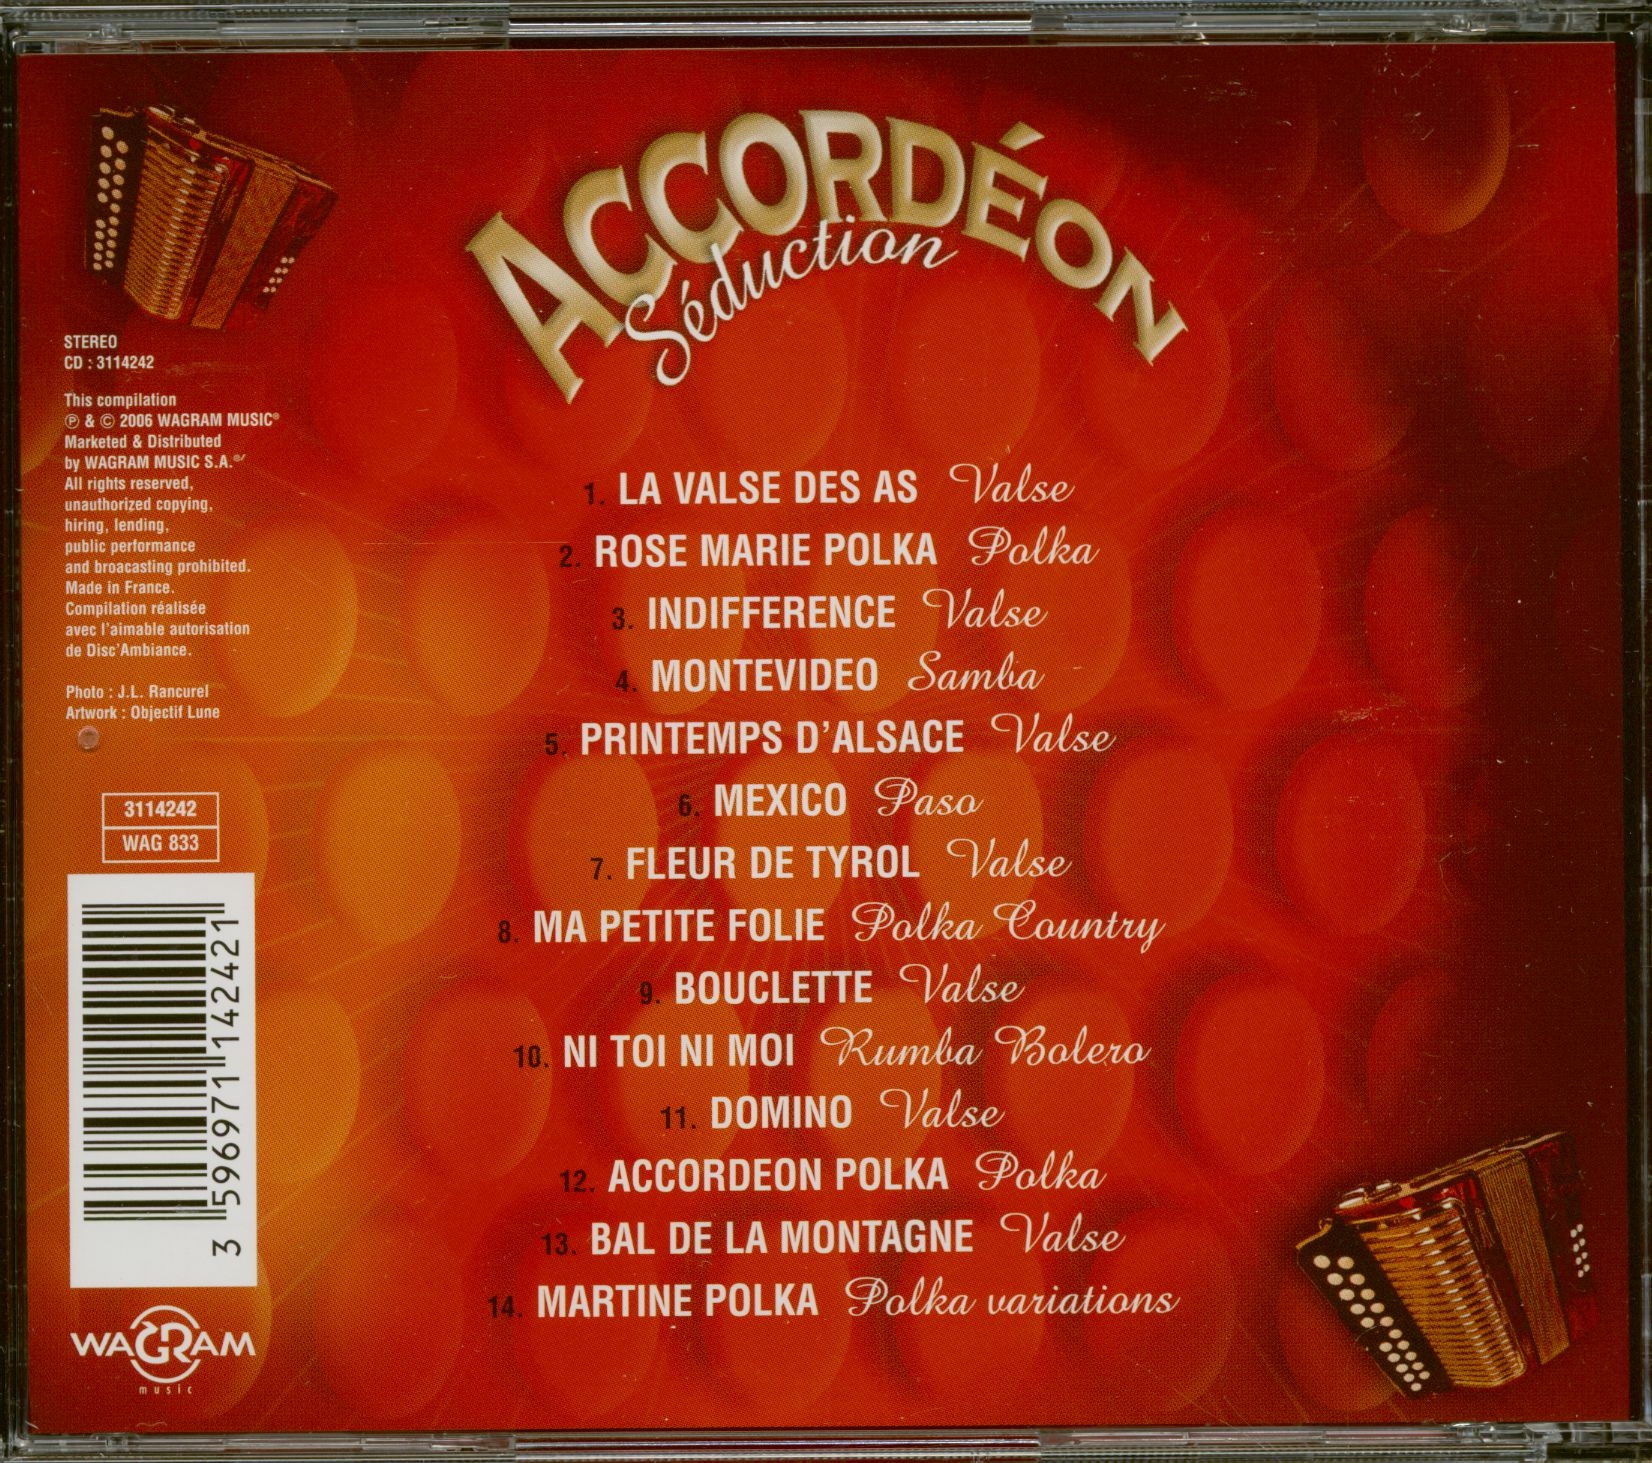 ACCORDÉON
Séduction
STEREO
CD : 3114242
This compilation
℗ & © 2006 WAGRAM MUSIC®
Marketed & Distributed
by WAGRAM MUSIC S.A.®
All rights reserved,
unauthorized copying,
hiring, lending,
public performance
and broacasting prohibited.
Made in France.
Compilation réalisée
avec l'aimable autorisation
de Disc'Ambiance.
Photo : J.L. Rancurel
Artwork : Objectif Lune
3114242
WAG 833
3 596971 142421
WAGRAM
music
1. LA VALSE DES AS Valse
2. ROSE MARIE POLKA Polka
3. INDIFFERENCE Valse
4. MONTEVIDEO Samba
5. PRINTEMPS D'ALSACE Valse
6. MEXICO Paso
7. FLEUR DE TYROL Valse
8. MA PETITE FOLIE Polka Country
9. BOUCLETTE Valse
10. NI TOI NI MOI Rumba Bolero
11. DOMINO Valse
12. ACCORDEON POLKA Polka
13. BAL DE LA MONTAGNE Valse
14. MARTINE POLKA Polka variations